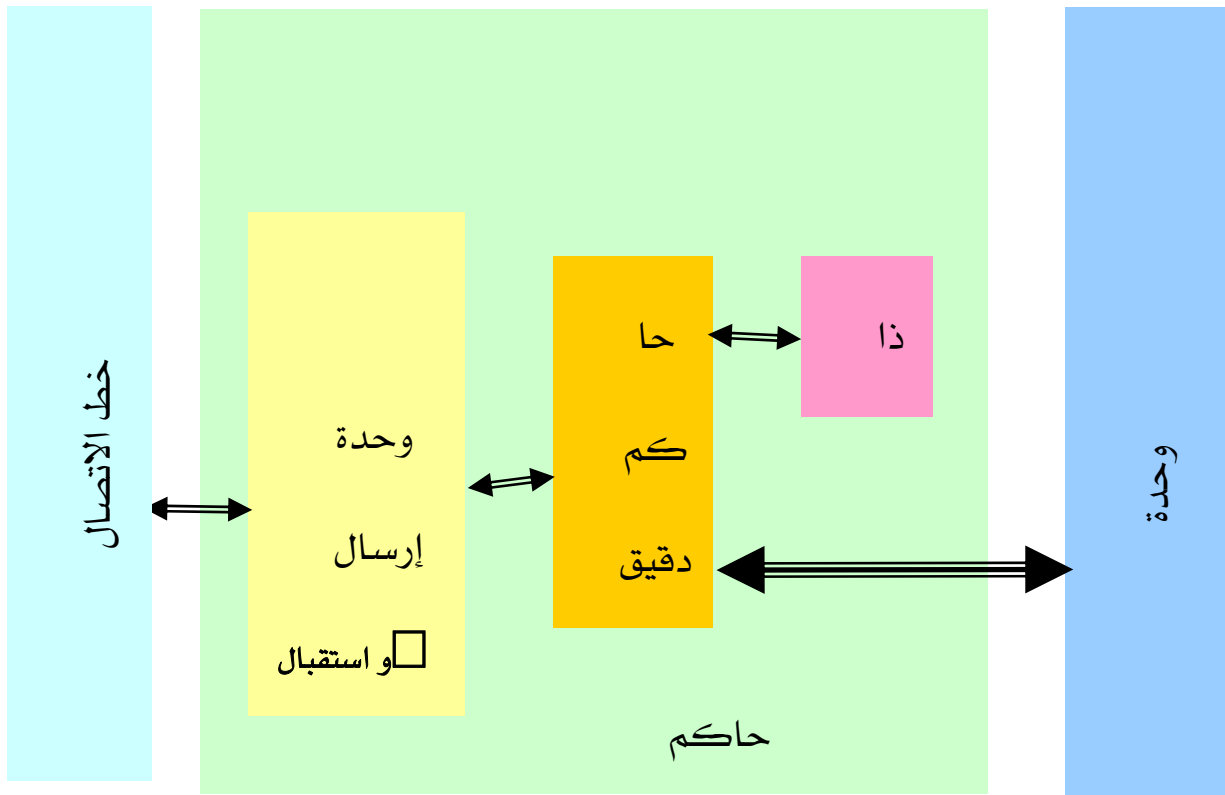 وحدة
ذا
حا
كم
دقيق
حاكم
وحدة
إرسال
و استقبال
خط الاتصال